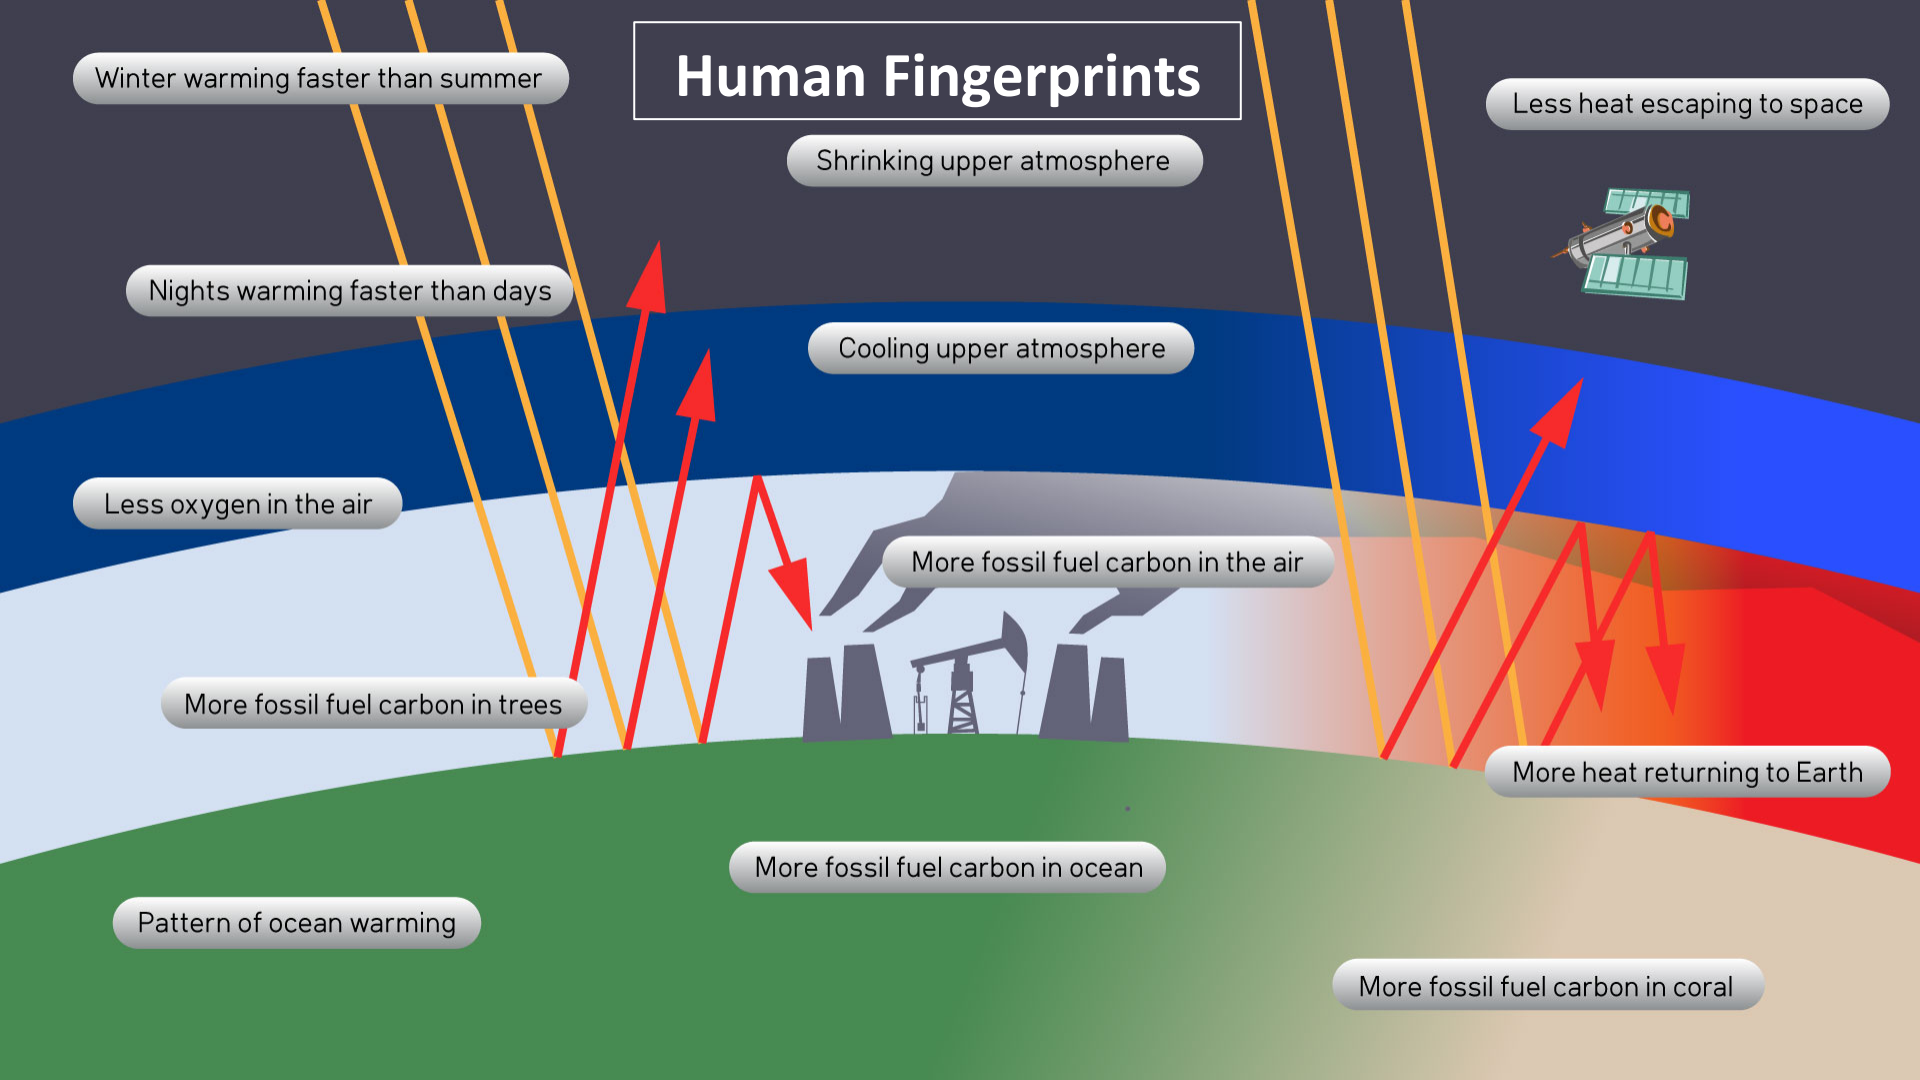 Human Fingerprints
Winter warming faster than summer
Less heat escaping to space
Shrinking upper atmosphere
Nights warming faster than days
Cooling upper atmosphere
Less oxygen in the air
More fossil fuel carbon in the air
More fossil fuel carbon in trees
More heat returning to Earth
More fossil fuel carbon in ocean
Pattern of ocean warming
More fossil fuel carbon in coral